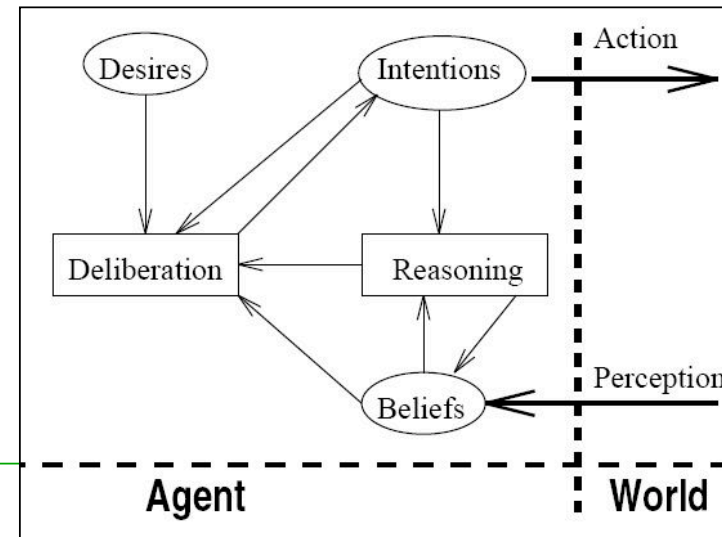 Desires
Intentions
Action
Deliberation
Reasoning
Beliefs
Perception
Agent
World